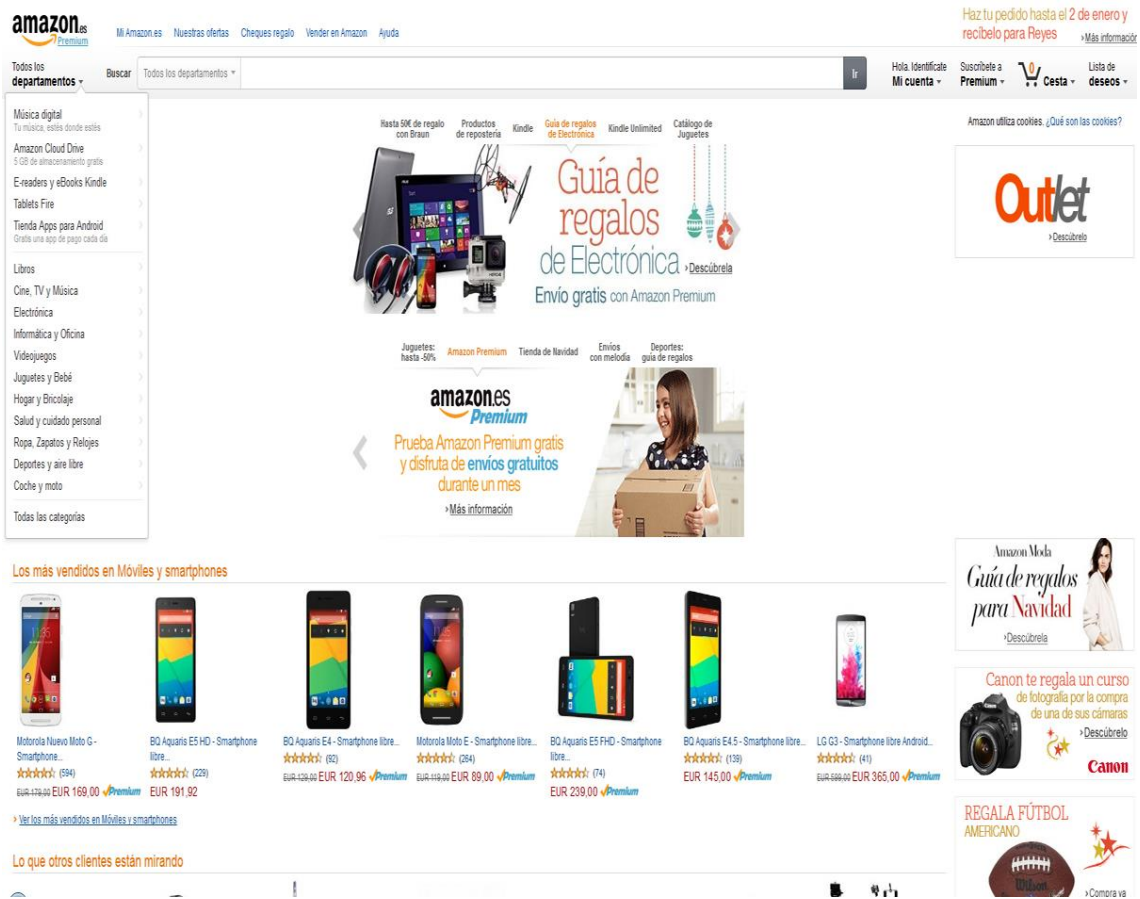 amazon.es
Premium
Mi Amazon.es Nuestras ofertas Cheques regalo Vender en Amazon Ayuda
Haz tu pedido hasta el 2 de enero y
recíbelo para Reyes ›Más información
Todos los
departamentos
Buscar Todos los departamentos Ir
Hola. Identifícate
Mi cuenta
Suscríbete a
Premium
0
Cesta
Lista de
deseos
Música digital
Tu música, estés donde estés
Amazon Cloud Drive
5 GB de almacenamiento gratis
E-readers y eBooks Kindle
Tablets Fire
Tienda Apps para Android
Gratis una app de pago cada día
Libros
Cine, TV y Música
Electrónica
Informática y Oficina
Videojuegos
Juguetes y Bebé
Hogar y Bricolaje
Salud y cuidado personal
Ropa, Zapatos y Relojes
Deportes y aire libre
Coche y moto
Todas las categorías
Hasta 50€ de regalo
con Braun
Productos
de repostería
Kindle
Guía de regalos
de Electrónica
Kindle Unlimited
Catálogo de
Juguetes
Guía de
regalos
de Electrónica ›Descúbrela
Envío gratis con Amazon Premium
Juguetes:
hasta -50%
Amazon Premium
Tienda de Navidad
Envíos
con melodía
Deportes:
guía de regalos
amazon.es
Premium
Prueba Amazon Premium gratis
y disfruta de envíos gratuitos
durante un mes
›Más información
Amazon utiliza cookies. ¿Qué son las cookies?
Outlet
›Descúbrelo
Amazon Moda
Guía de regalos
para Navidad
›Descúbrela
Canon te regala un curso
de fotografía por la compra
de una de sus cámaras
›Descúbrelo
Canon
REGALA FÚTBOL
AMERICANO
Wilson
›Compra ya
Los más vendidos en Móviles y smartphones
Motorola Nuevo Moto G -
Smartphone...
(594)
EUR 179,00 EUR 169,00 Premium
BQ Aquaris E5 HD - Smartphone
libre...
(229)
EUR 191,92
BQ Aquaris E4 - Smartphone libre...
(92)
EUR 129,00 EUR 120,96 Premium
Motorola Moto E - Smartphone libre...
(264)
EUR 119,00 EUR 89,00 Premium
BQ Aquaris E5 FHD - Smartphone
libre...
(74)
EUR 239,00 Premium
BQ Aquaris E4.5 - Smartphone libre...
(139)
EUR 145,00 Premium
LG G3 - Smartphone libre Android...
(41)
EUR 599,00 EUR 365,00 Premium
› Ver los más vendidos en Móviles y smartphones
Lo que otros clientes están mirando